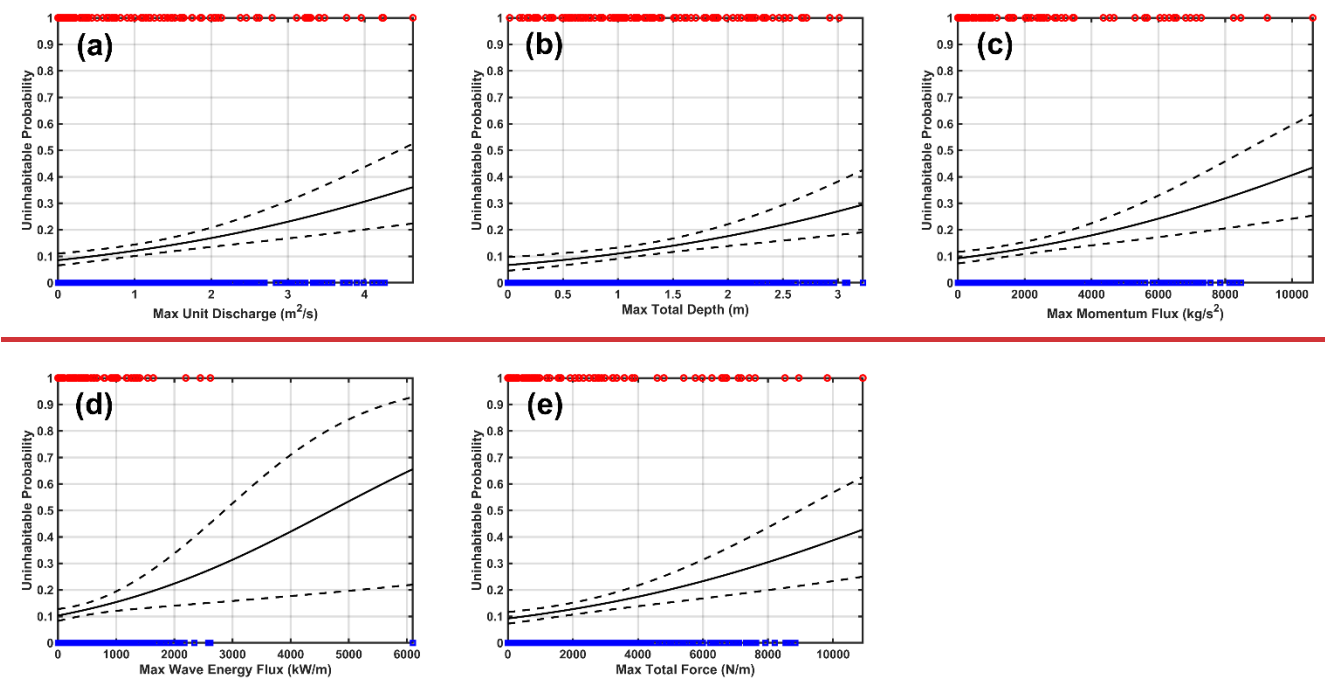 (a)
Uninhabitable Probability
1
0.9
0.8
0.7
0.6
0.5
0.4
0.3
0.2
0.1
0
0 1 2 3 4
Max Unit Discharge (m²/s)
(b)
Uninhabitable Probability
1
0.9
0.8
0.7
0.6
0.5
0.4
0.3
0.2
0.1
0
0 0.5 1 1.5 2 2.5 3
Max Total Depth (m)
(c)
Uninhabitable Probability
1
0.9
0.8
0.7
0.6
0.5
0.4
0.3
0.2
0.1
0
0 2000 4000 6000 8000 10000
Max Momentum Flux (kg/s²)
(d)
Uninhabitable Probability
1
0.9
0.8
0.7
0.6
0.5
0.4
0.3
0.2
0.1
0
0 1000 2000 3000 4000 5000 6000
Max Wave Energy Flux (kW/m)
(e)
Uninhabitable Probability
1
0.9
0.8
0.7
0.6
0.5
0.4
0.3
0.2
0.1
0
0 2000 4000 6000 8000 10000
Max Total Force (N/m)